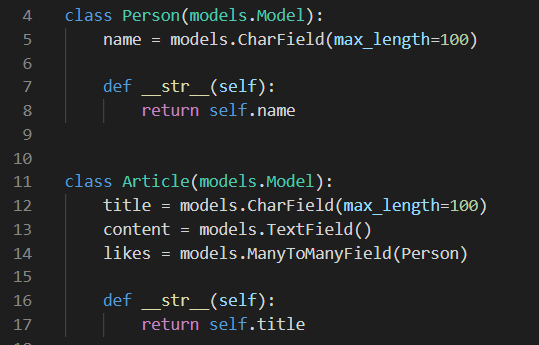 4 class Person(models.Model):
5     name = models.CharField(max_length=100)
6
7     def __str__(self):
8         return self.name
9
10
11 class Article(models.Model):
12     title = models.CharField(max_length=100)
13     content = models.TextField()
14     likes = models.ManyToManyField(Person)
15
16     def __str__(self):
17         return self.title